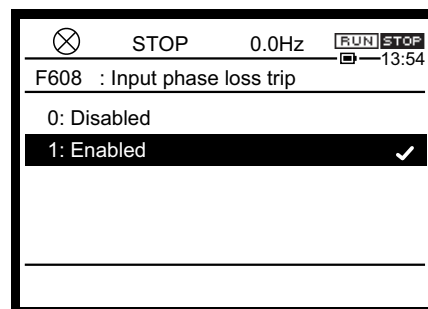 STOP 0.0Hz RUN STOP
13:54
F608 : Input phase loss trip
0: Disabled
1: Enabled